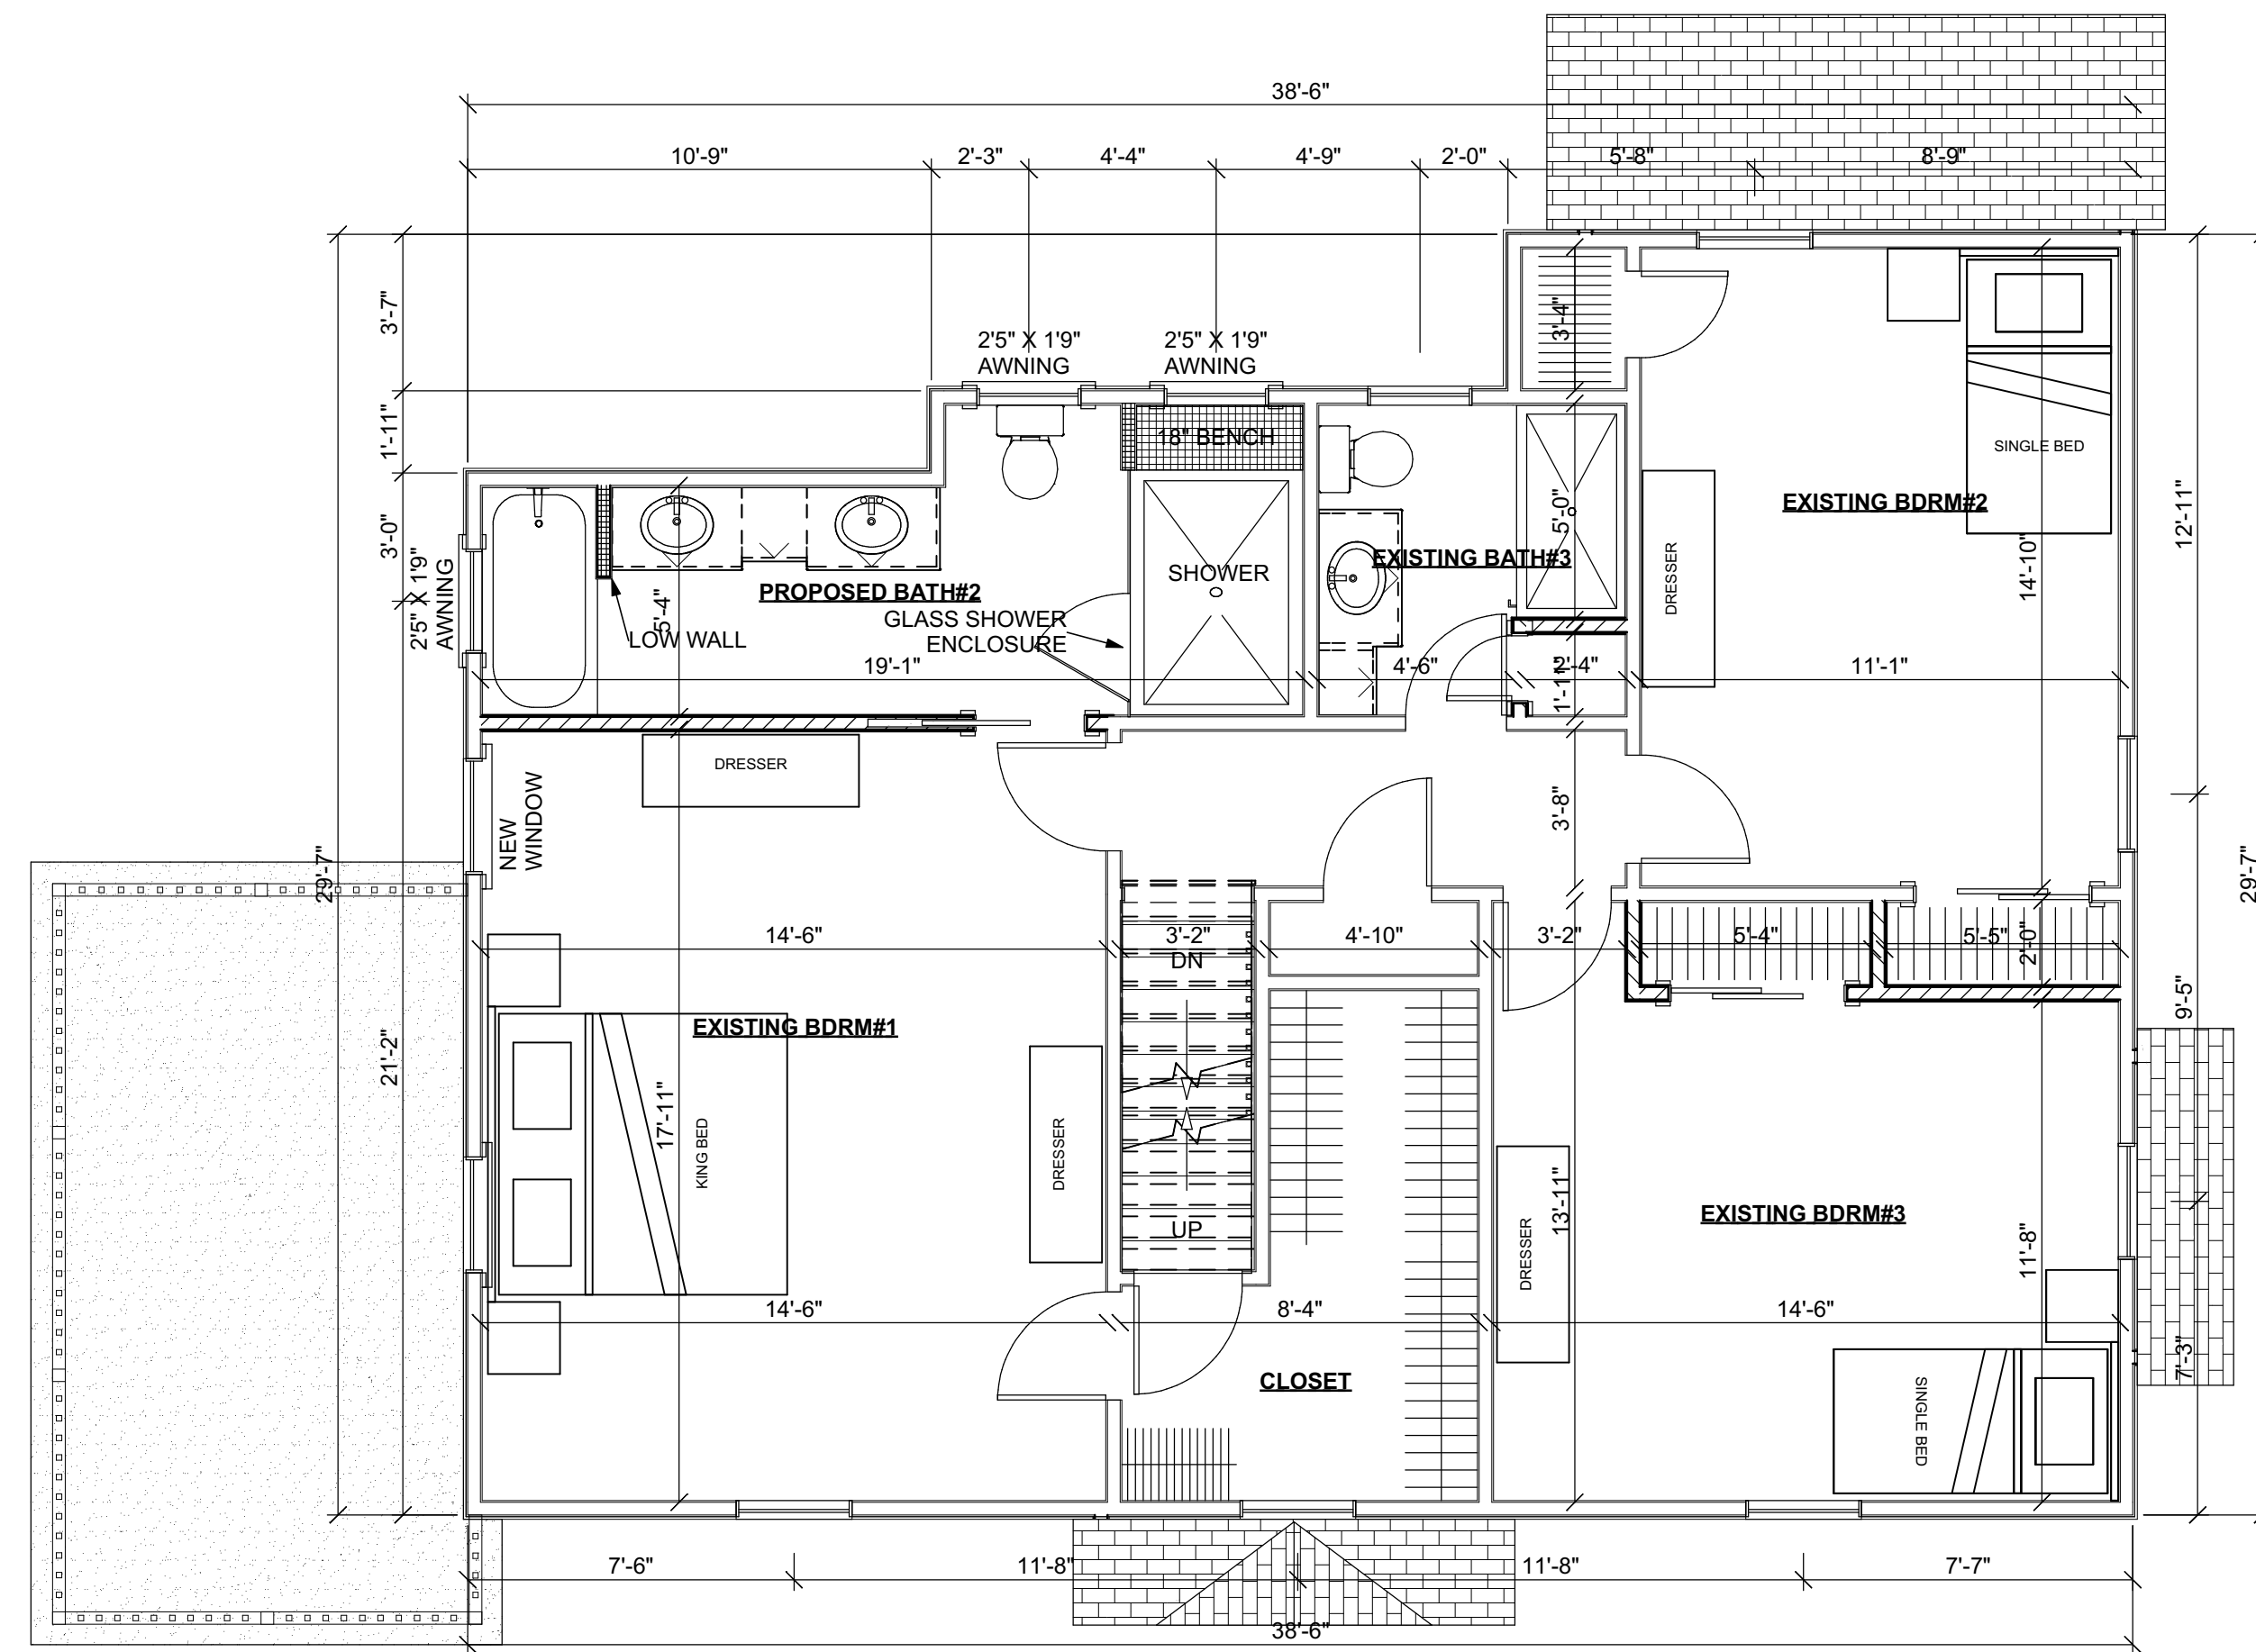 38'-6"
10'-9"
2'-3"
4'-4"
4'-9"
2'-0"
5'-8"
8'-9"
3'-7"
1'-11"
3'-0"
2'5" X 1'9"
AWNING
2'5" X 1'9"
AWNING
2'5" X 1'9"
AWNING
18" BENCH
3'-4"
SINGLE BED
EXISTING BDRM#2
12'-11"
14'-10"
5'-0"
DRESSER
EXISTING BATH#3
SHOWER
PROPOSED BATH#2
GLASS SHOWER
ENCLOSURE
5'-4"
LOW WALL
19'-1"
4'-6"
2'-4"
1'-11"
11'-1"
DRESSER
NEW
WINDOW
3'-8"
29'-7"
29'-7"
14'-6"
3'-2"
DN
4'-10"
3'-2"
5'-4"
5'-5"
2'-0"
9'-5"
21'-2"
EXISTING BDRM#1
17'-11"
KING BED
DRESSER
UP
13'-11"
EXISTING BDRM#3
DRESSER
11'-8"
14'-6"
8'-4"
14'-6"
7'-3"
CLOSET
SINGLE BED
7'-6"
11'-8"
11'-8"
7'-7"
38'-6"